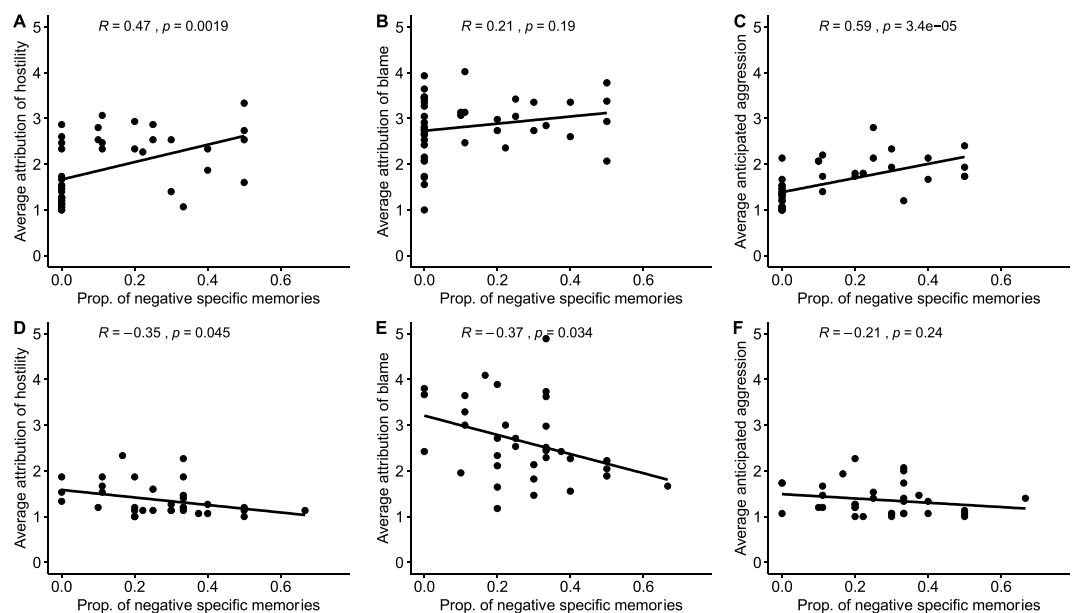 A
R = 0.47 , p = 0.0019
Average attribution of hostility
5
4
3
2
1
0
0.0 0.2 0.4 0.6
Prop. of negative specific memories
B
R = 0.21 , p = 0.19
Average attribution of blame
5
4
3
2
1
0
0.0 0.2 0.4 0.6
Prop. of negative specific memories
C
R = 0.59 , p = 3.4e−05
Average anticipated aggression
5
4
3
2
1
0
0.0 0.2 0.4 0.6
Prop. of negative specific memories
D
R = −0.35 , p = 0.045
Average attribution of hostility
5
4
3
2
1
0
0.0 0.2 0.4 0.6
Prop. of negative specific memories
E
R = −0.37 , p = 0.034
Average attribution of blame
5
4
3
2
1
0
0.0 0.2 0.4 0.6
Prop. of negative specific memories
F
R = −0.21 , p = 0.24
Average anticipated aggression
5
4
3
2
1
0
0.0 0.2 0.4 0.6
Prop. of negative specific memories